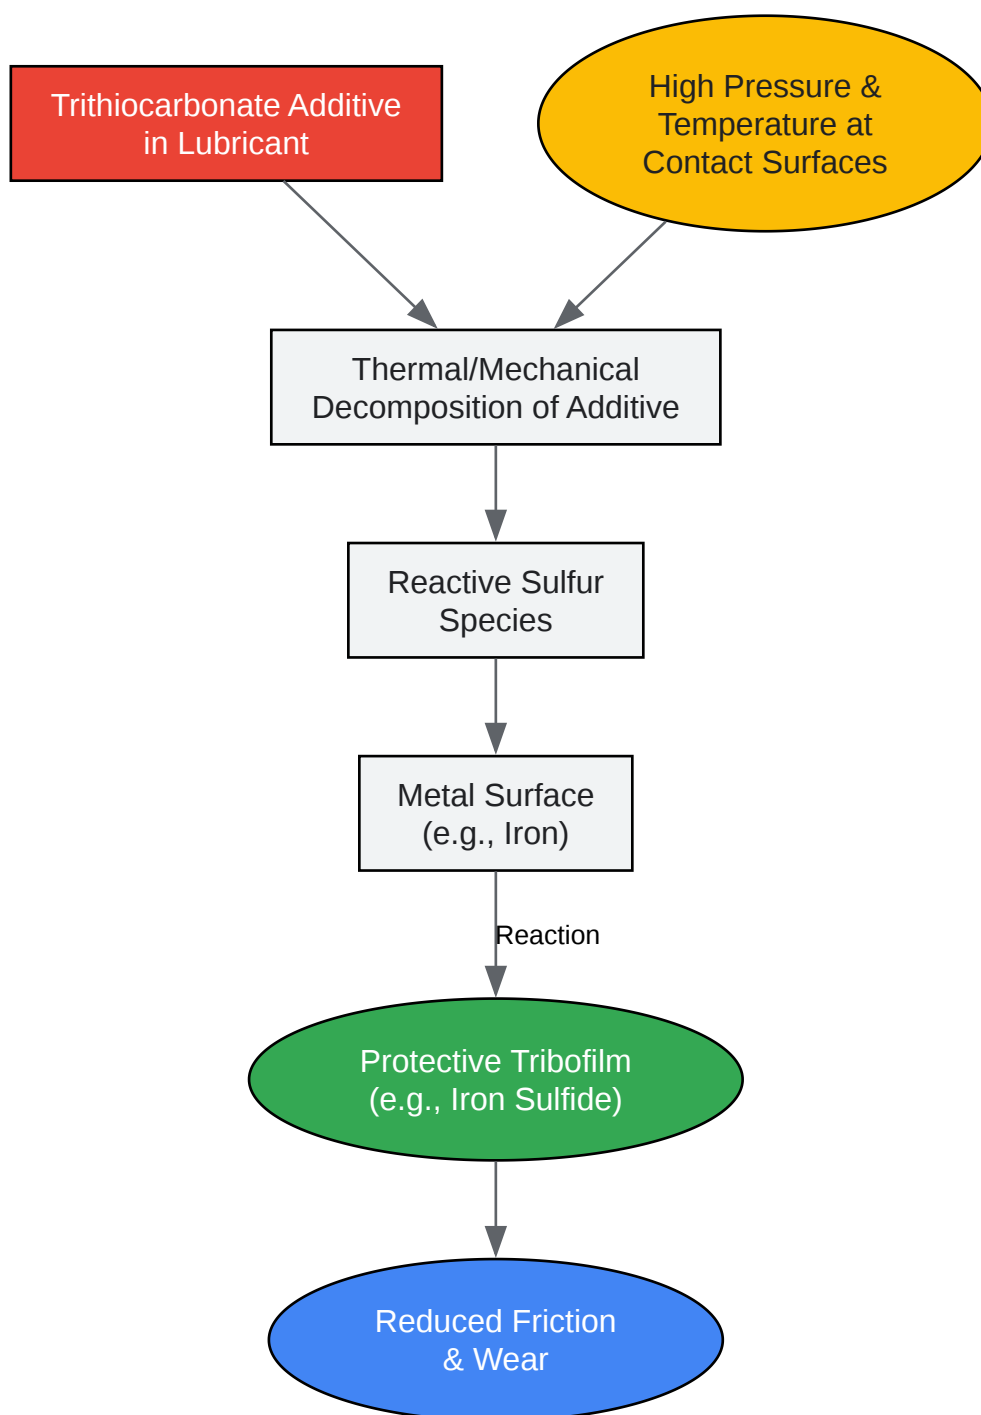 Trithiocarbonate Additive
in Lubricant
High Pressure &
Temperature at
Contact Surfaces
Thermal/Mechanical
Decomposition of Additive
Reactive Sulfur
Species
Metal Surface
(e.g., Iron)
Reaction
Protective Tribofilm
(e.g., Iron Sulfide)
Reduced Friction
& Wear